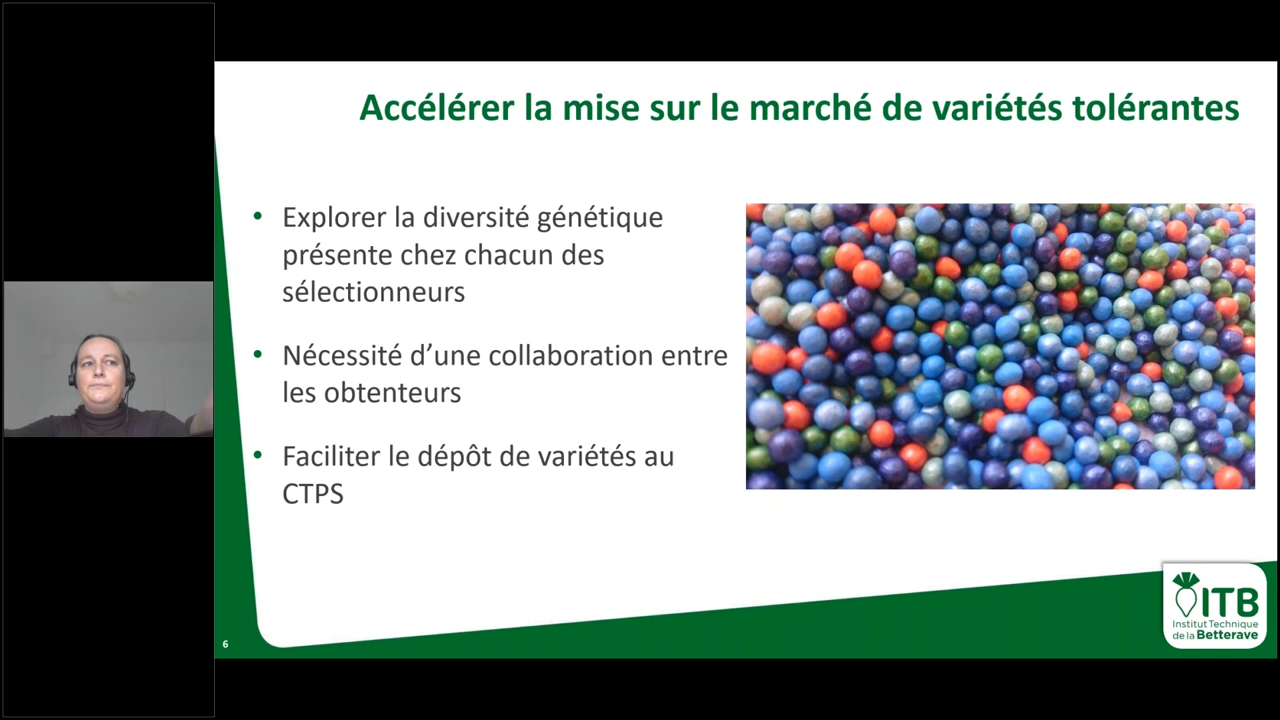 Accélérer la mise sur le marché de variétés tolérantes
• Explorer la diversité génétique
présente chez chacun des
sélectionneurs
• Nécessité d’une collaboration entre
les obtenteurs
• Faciliter le dépôt de variétés au
CTPS
6
ITB
Institut Technique
de la Betterave